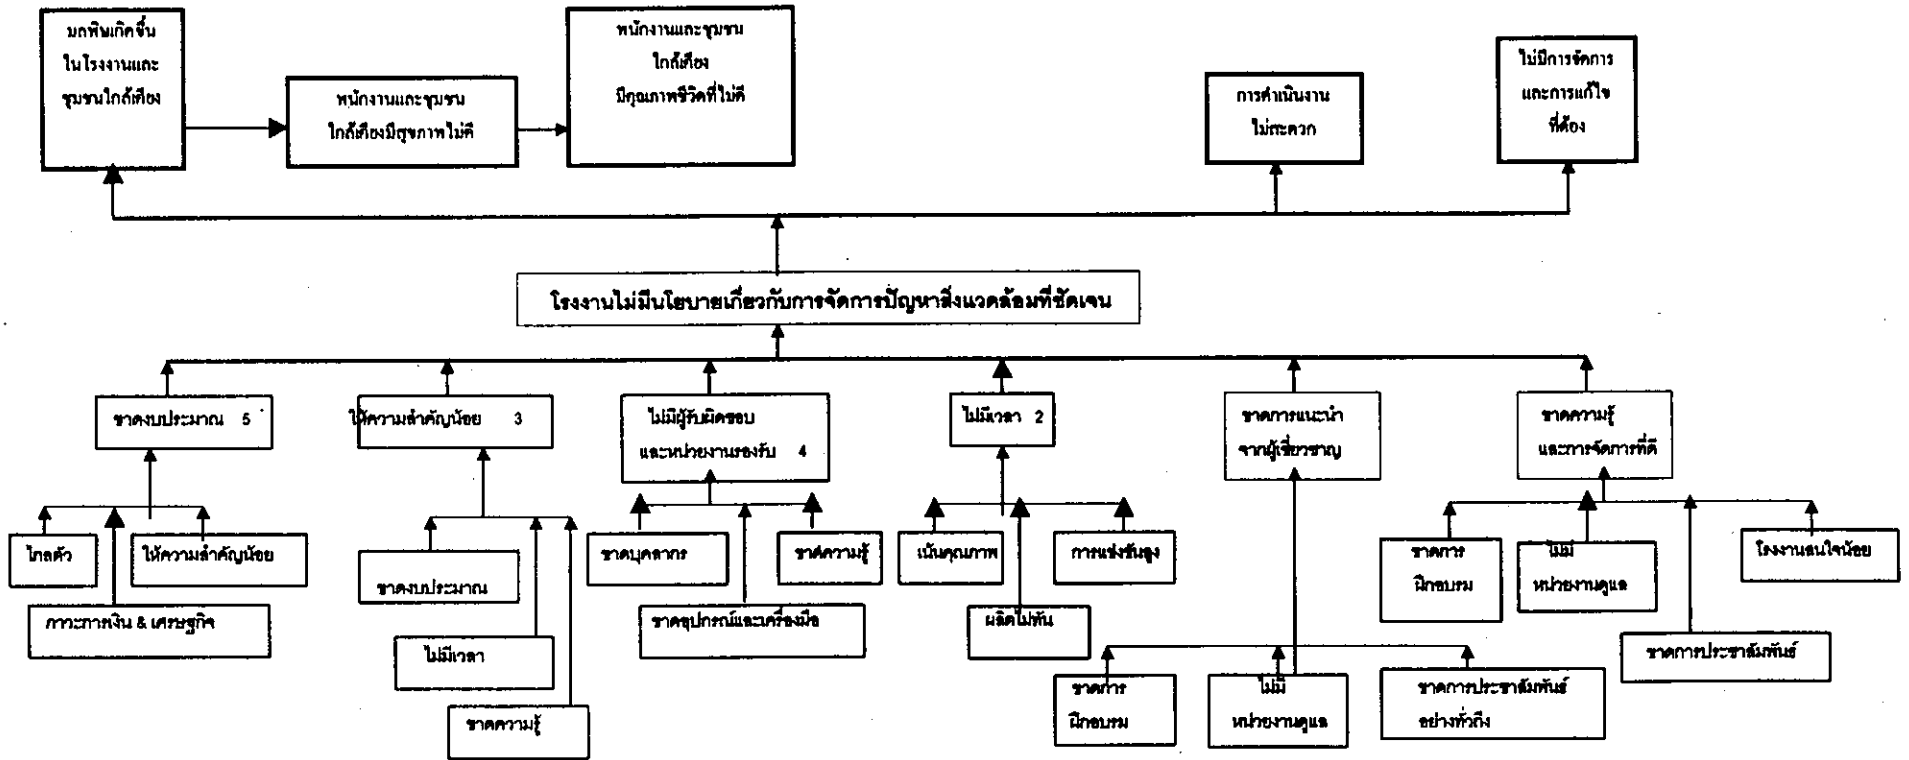 มลพิษเกิดขึ้น
ในโรงงานและ
ชุมชนใกล้เคียง
พนักงานและชุมชน
ใกล้เคียงมีสุขภาพไม่ดี
พนักงานและชุมชน
ใกล้เคียง
มีคุณภาพชีวิตที่ไม่ดี
การดำเนินงาน
ไม่สะดวก
ไม่มีการจัดการ
และการแก้ไข
ที่ต้อง
โรงงานไม่มีนโยบายเกี่ยวกับการจัดการปัญหาสิ่งแวดล้อมที่ชัดเจน
ขาดงบประมาณ 5
ให้ความสำคัญน้อย 3
ไม่มีผู้รับผิดชอบ
และหน่วยงานรองรับ 4
ไม่มีเวลา 2
ขาดการแนะนำ
จากผู้เชี่ยวชาญ
ขาดความรู้
และการจัดการที่ดี
ไกลตัว
ให้ความสำคัญน้อย
ภาวะการเงิน & เศรษฐกิจ
ขาดงบประมาณ
ไม่มีเวลา
ขาดความรู้
ขาดบุคลากร
ขาดความรู้
ขาดอุปกรณ์และเครื่องมือ
เน้นคุณภาพ
การแข่งขันสูง
ผลิตไม่ทัน
ขาดการ
ฝึกอบรม
ไม่มี
หน่วยงานดูแล
ขาดการประชาสัมพันธ์
อย่างทั่วถึง
ขาดการ
ฝึกอบรม
ไม่มี
หน่วยงานดูแล
โรงงานสนใจน้อย
ขาดการประชาสัมพันธ์